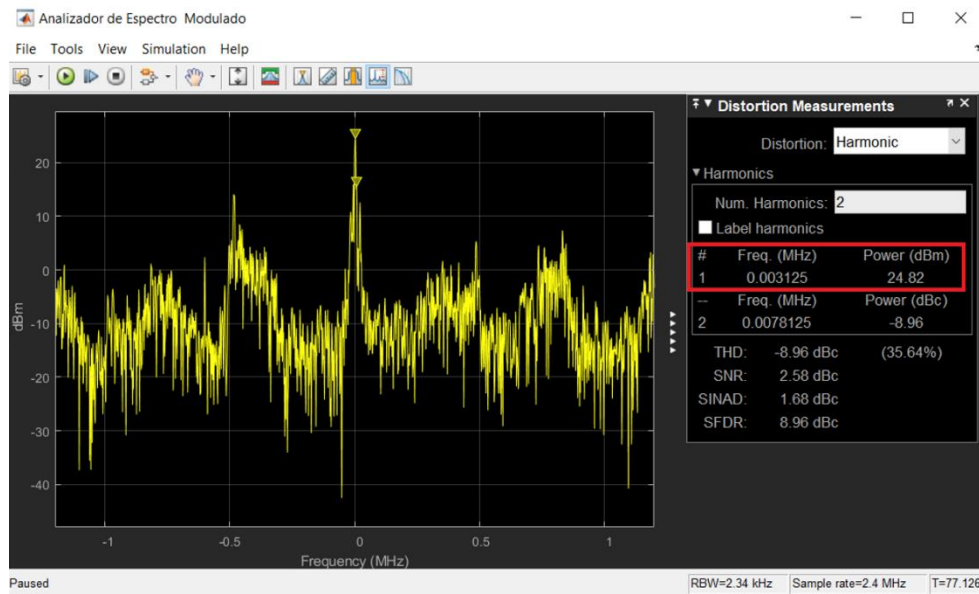 Analizador de Espectro Modulado
File Tools View Simulation Help
Distortion Measurements
Distortion: Harmonic
Harmonics
Num. Harmonics: 2
Label harmonics
# Freq. (MHz) Power (dBm)
1 0.003125 24.82
-- Freq. (MHz) Power (dBc)
2 0.0078125 -8.96
THD: -8.96 dBc (35.64%)
SNR: 2.58 dBc
SINAD: 1.68 dBc
SFDR: 8.96 dBc
20
10
0
-10
-20
-30
-40
dBm
-1 -0.5 0 0.5 1
Frequency (MHz)
Paused RBW=2.34 kHz Sample rate=2.4 MHz T=77.126